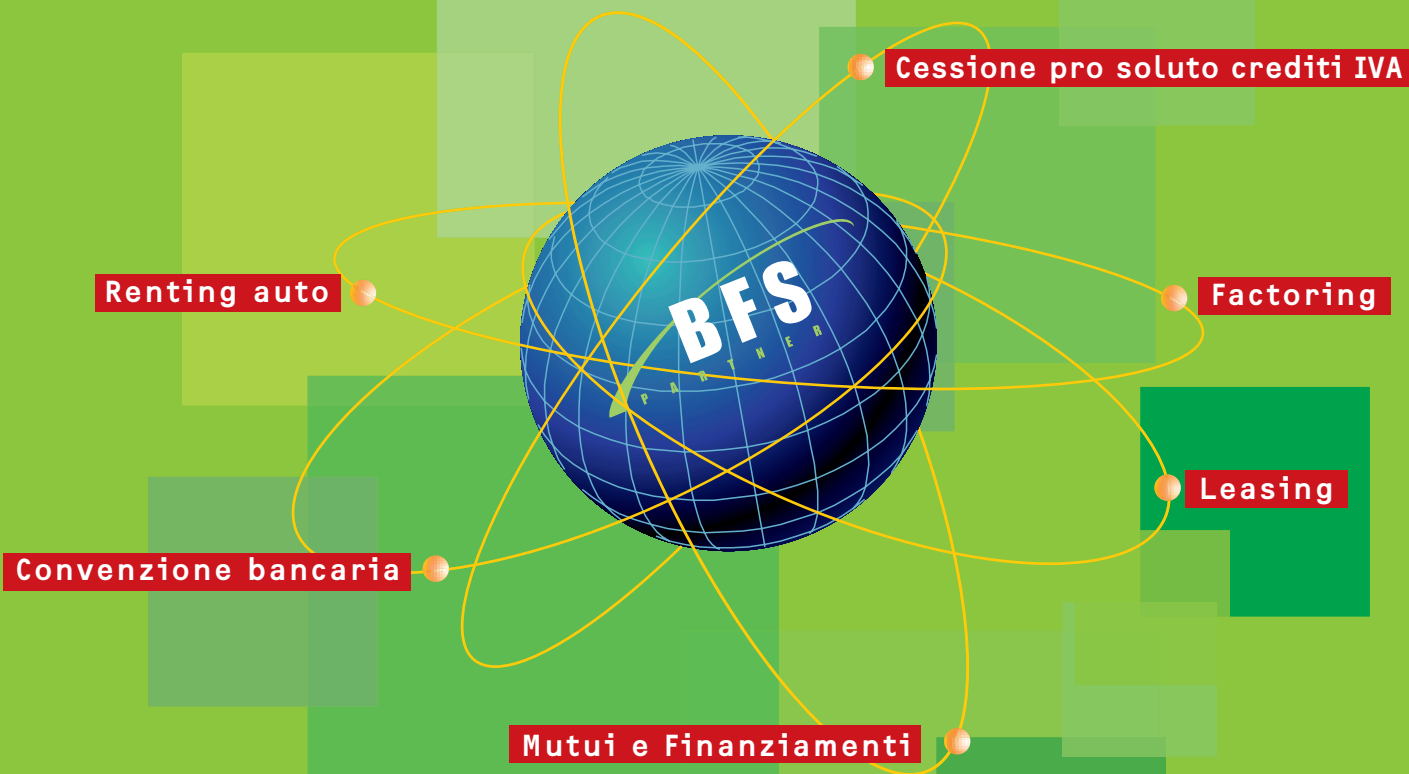 Cessione pro soluto crediti IVA
Renting auto
Factoring
BFS
PARTNER
Leasing
Convenzione bancaria
Mutui e Finanziamenti